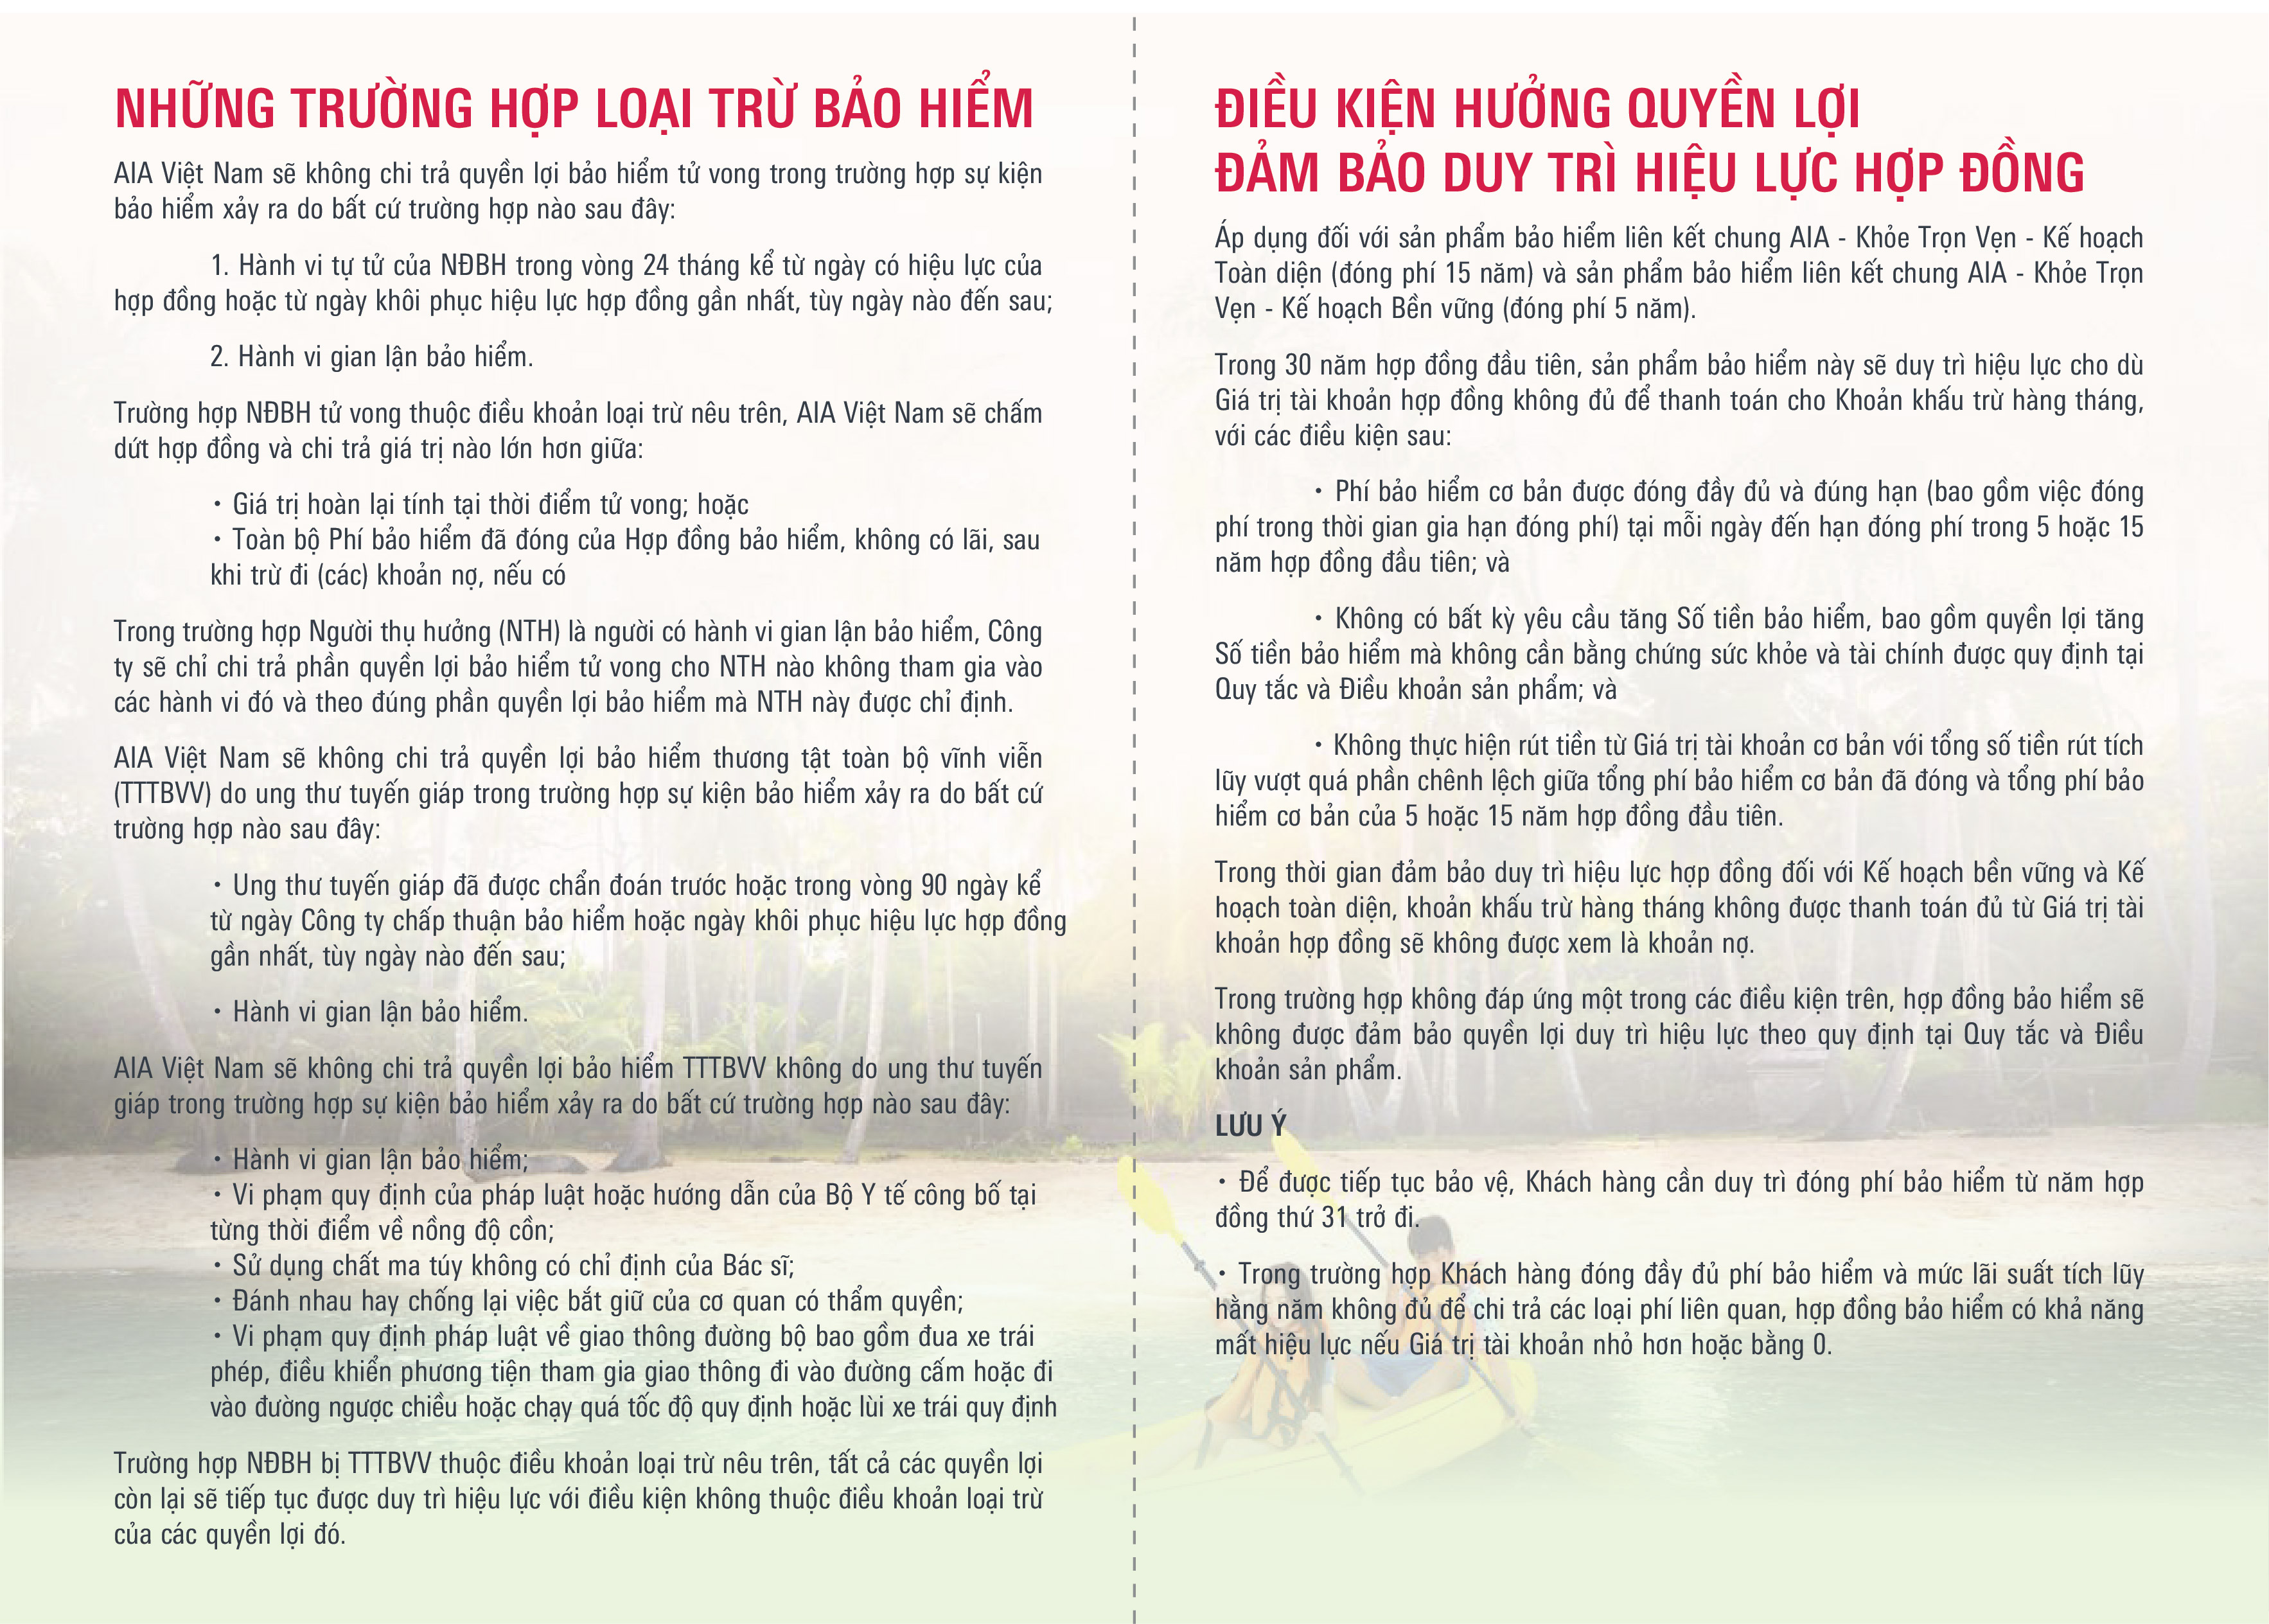 NHỮNG TRƯỜNG HỢP LOẠI TRỪ BẢO HIỂM
AIA Việt Nam sẽ không chi trả quyền lợi bảo hiểm tử vong trong trường hợp sự kiện
bảo hiểm xảy ra do bất cứ trường hợp nào sau đây:
1. Hành vi tự tử của NĐBH trong vòng 24 tháng kể từ ngày có hiệu lực của
hợp đồng hoặc từ ngày khôi phục hiệu lực hợp đồng gần nhất, tùy ngày nào đến sau;
2. Hành vi gian lận bảo hiểm.
Trường hợp NĐBH tử vong thuộc điều khoản loại trừ nêu trên, AIA Việt Nam sẽ chấm
dứt hợp đồng và chi trả giá trị nào lớn hơn giữa:
• Giá trị hoàn lại tính tại thời điểm tử vong; hoặc
• Toàn bộ Phí bảo hiểm đã đóng của Hợp đồng bảo hiểm, không có lãi, sau
khi trừ đi (các) khoản nợ, nếu có
Trong trường hợp Người thụ hưởng (NTH) là người có hành vi gian lận bảo hiểm, Công
ty sẽ chỉ chi trả phần quyền lợi bảo hiểm tử vong cho NTH nào không tham gia vào
các hành vi đó và theo đúng phần quyền lợi bảo hiểm mà NTH này được chỉ định.
AIA Việt Nam sẽ không chi trả quyền lợi bảo hiểm thương tật toàn bộ vĩnh viễn
(TTTBVV) do ung thư tuyến giáp trong trường hợp sự kiện bảo hiểm xảy ra do bất cứ
trường hợp nào sau đây:
• Ung thư tuyến giáp đã được chẩn đoán trước hoặc trong vòng 90 ngày kể
từ ngày Công ty chấp thuận bảo hiểm hoặc ngày khôi phục hiệu lực hợp đồng
gần nhất, tùy ngày nào đến sau;
• Hành vi gian lận bảo hiểm.
AIA Việt Nam sẽ không chi trả quyền lợi bảo hiểm TTTBVV không do ung thư tuyến
giáp trong trường hợp sự kiện bảo hiểm xảy ra do bất cứ trường hợp nào sau đây:
• Hành vi gian lận bảo hiểm;
• Vi phạm quy định của pháp luật hoặc hướng dẫn của Bộ Y tế công bố tại
từng thời điểm về nồng độ cồn;
• Sử dụng chất ma túy không có chỉ định của Bác sĩ;
• Đánh nhau hay chống lại việc bắt giữ của cơ quan có thẩm quyền;
• Vi phạm quy định pháp luật về giao thông đường bộ bao gồm đua xe trái
phép, điều khiển phương tiện tham gia giao thông đi vào đường cấm hoặc đi
vào đường ngược chiều hoặc chạy quá tốc độ quy định hoặc lùi xe trái quy định
Trường hợp NĐBH bị TTTBVV thuộc điều khoản loại trừ nêu trên, tất cả các quyền lợi
còn lại sẽ tiếp tục được duy trì hiệu lực với điều kiện không thuộc điều khoản loại trừ
của các quyền lợi đó.
ĐIỀU KIỆN HƯỞNG QUYỀN LỢI
ĐẢM BẢO DUY TRÌ HIỆU LỰC HỢP ĐỒNG
Áp dụng đối với sản phẩm bảo hiểm liên kết chung AIA - Khỏe Trọn Vẹn - Kế hoạch
Toàn diện (đóng phí 15 năm) và sản phẩm bảo hiểm liên kết chung AIA - Khỏe Trọn
Vẹn - Kế hoạch Bền vững (đóng phí 5 năm).
Trong 30 năm hợp đồng đầu tiên, sản phẩm bảo hiểm này sẽ duy trì hiệu lực cho dù
Giá trị tài khoản hợp đồng không đủ để thanh toán cho Khoản khấu trừ hàng tháng,
với các điều kiện sau:
• Phí bảo hiểm cơ bản được đóng đầy đủ và đúng hạn (bao gồm việc đóng
phí trong thời gian gia hạn đóng phí) tại mỗi ngày đến hạn đóng phí trong 5 hoặc 15
năm hợp đồng đầu tiên; và
• Không có bất kỳ yêu cầu tăng Số tiền bảo hiểm, bao gồm quyền lợi tăng
Số tiền bảo hiểm mà không cần bằng chứng sức khỏe và tài chính được quy định tại
Quy tắc và Điều khoản sản phẩm; và
• Không thực hiện rút tiền từ Giá trị tài khoản cơ bản với tổng số tiền rút tích
lũy vượt quá phần chênh lệch giữa tổng phí bảo hiểm cơ bản đã đóng và tổng phí bảo
hiểm cơ bản của 5 hoặc 15 năm hợp đồng đầu tiên.
Trong thời gian đảm bảo duy trì hiệu lực hợp đồng đối với Kế hoạch bền vững và Kế
hoạch toàn diện, khoản khấu trừ hàng tháng không được thanh toán đủ từ Giá trị tài
khoản hợp đồng sẽ không được xem là khoản nợ.
Trong trường hợp không đáp ứng một trong các điều kiện trên, hợp đồng bảo hiểm sẽ
không được đảm bảo quyền lợi duy trì hiệu lực theo quy định tại Quy tắc và Điều
khoản sản phẩm.
LƯU Ý
• Để được tiếp tục bảo vệ, Khách hàng cần duy trì đóng phí bảo hiểm từ năm hợp
đồng thứ 31 trở đi.
• Trong trường hợp Khách hàng đóng đầy đủ phí bảo hiểm và mức lãi suất tích lũy
hằng năm không đủ để chi trả các loại phí liên quan, hợp đồng bảo hiểm có khả năng
mất hiệu lực nếu Giá trị tài khoản nhỏ hơn hoặc bằng 0.